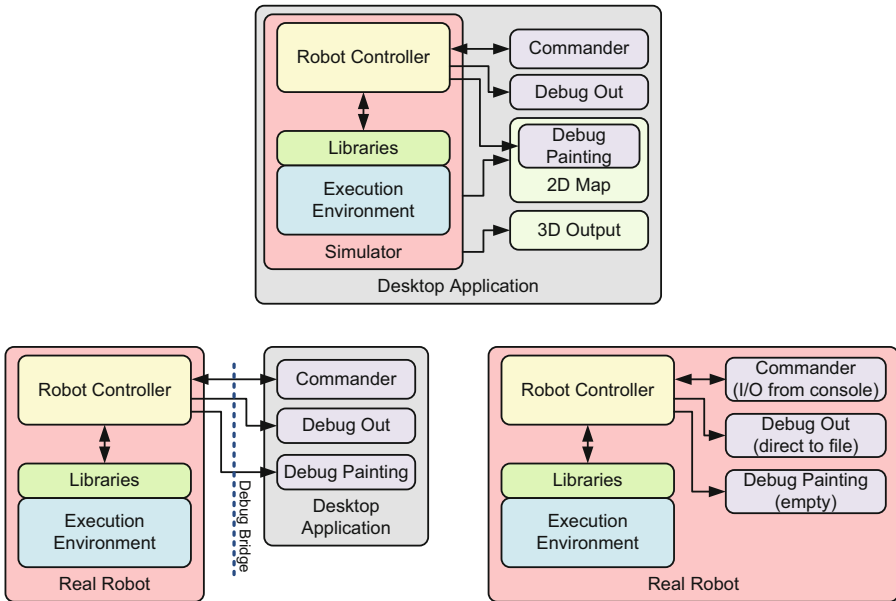 Robot Controller
Commander
Debug Out
Debug
Painting
2D Map
Libraries
Execution
Environment
3D Output
Simulator
Desktop Application
Robot Controller
Commander
Debug Out
Debug Painting
Libraries
Execution
Environment
Desktop
Application
Debug Bridge
Real Robot
Robot Controller
Commander
(I/O from console)
Debug Out
(direct to file)
Debug Painting
(empty)
Libraries
Execution
Environment
Real Robot